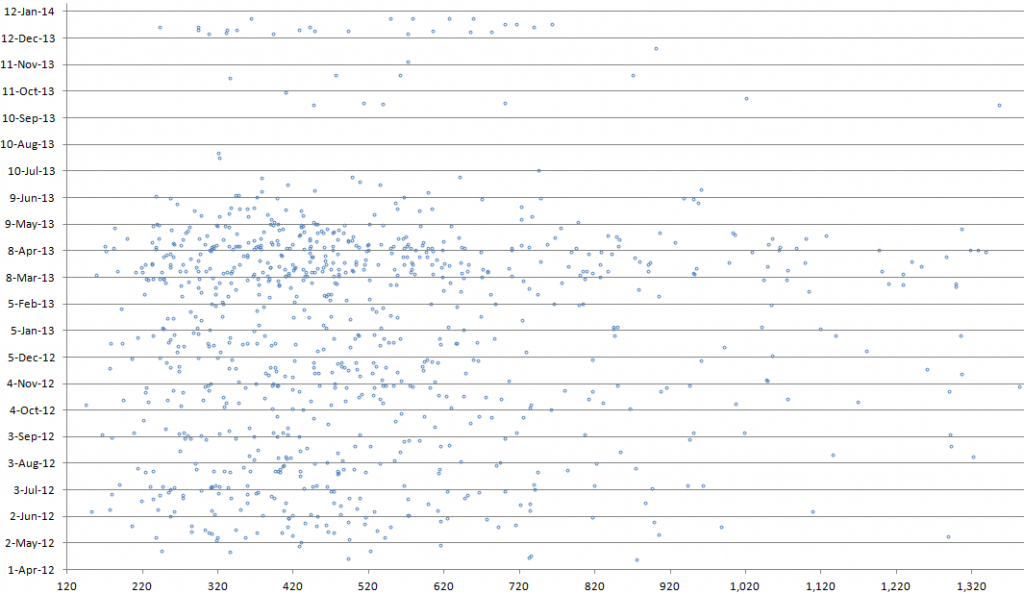 12-Jan-14
12-Dec-13
11-Nov-13
11-Oct-13
10-Sep-13
10-Aug-13
10-Jul-13
9-Jun-13
9-May-13
8-Apr-13
8-Mar-13
5-Feb-13
5-Jan-13
5-Dec-12
4-Nov-12
4-Oct-12
3-Sep-12
3-Aug-12
3-Jul-12
2-Jun-12
2-May-12
1-Apr-12
120 220 320 420 520 620 720 820 920 1,020 1,120 1,220 1,320